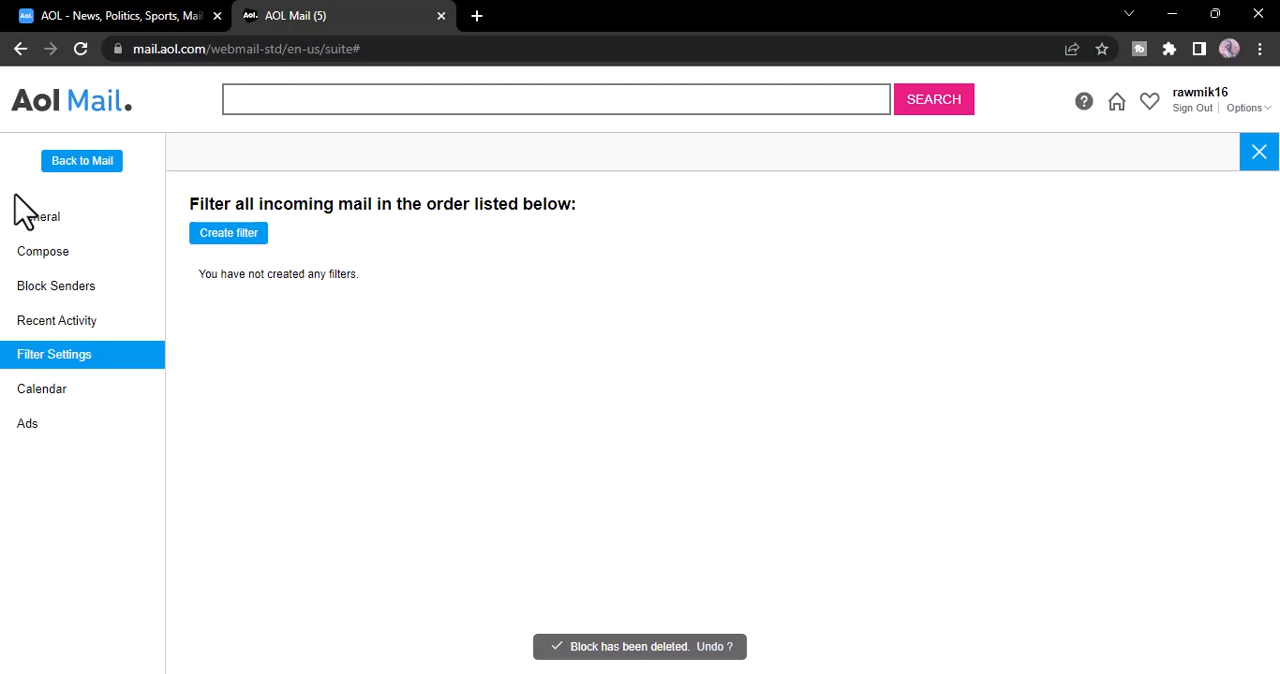 Aol.
AOL - News, Politics, Sports, Mail
Aol.
AOL Mail (5)
mail.aol.com/webmail-std/en-us/suite#
Aol Mail.
SEARCH
?
rawmik16
Sign Out | Options
Back to Mail
Compose
Block Senders
Recent Activity
Filter Settings
Calendar
Ads
Filter all incoming mail in the order listed below:
Create filter
You have not created any filters.
Block has been deleted. Undo ?